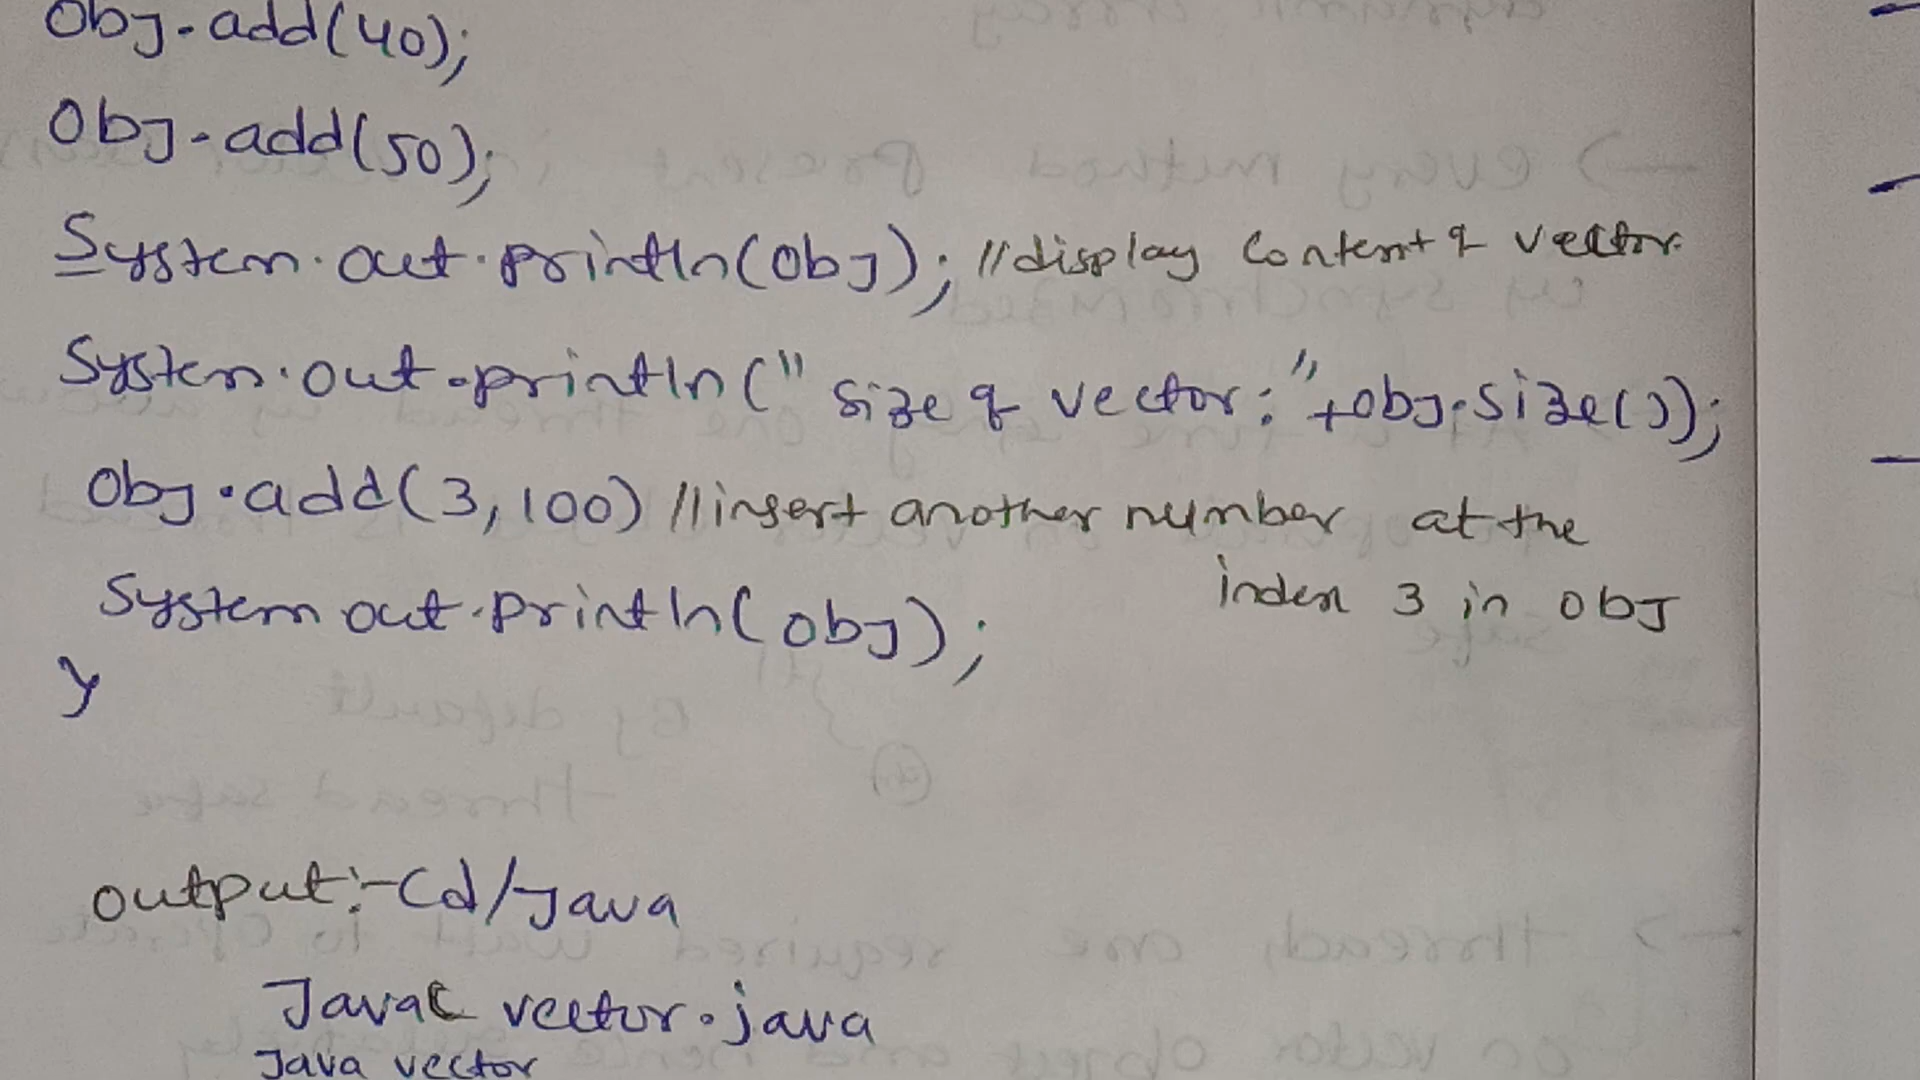 Obj.add(40);
Obj.add(50);
System.out.println(Obj); //display Content of vector
System.out.println("size of vector:"+obj.size());
Obj.add(3,100) //insert another number at the
index 3 in obj
System out.println(obj);
}
output:-Cd/Java
Javac vector.java
Java vector